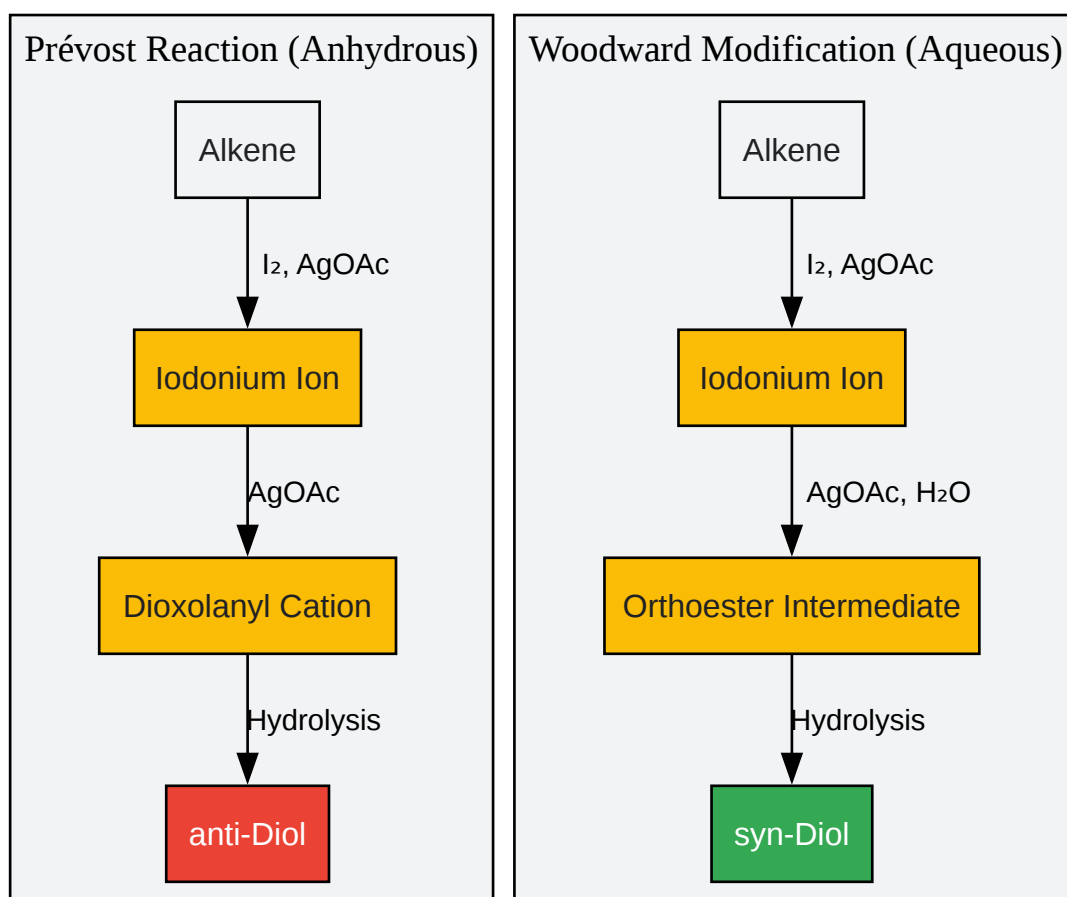 Prévost Reaction (Anhydrous)
Alkene
I₂, AgOAc
Iodonium Ion
AgOAc
Dioxolanyl Cation
Hydrolysis
anti-Diol
Woodward Modification (Aqueous)
Alkene
I₂, AgOAc
Iodonium Ion
AgOAc, H₂O
Orthoester Intermediate
Hydrolysis
syn-Diol